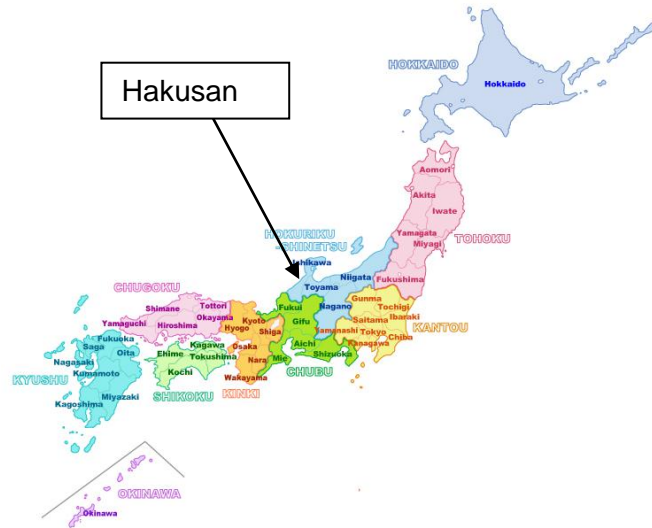 HOKKAIDO
Hokkaido
Hakusan
Aomori
Akita
Iwate
Yamagata
Miyagi
TOHOKU
Fukushima
HOKURIKU
SHINETSU
Ishikawa
Niigata
Toyama
Nagano
Gunma
Tochigi
Ibaraki
Saitama
Tokyo
Chiba
Kanagawa
Yamanashi
KANTOU
Fukui
Gifu
Aichi
Shizuoka
Mie
CHUBU
CHUGOKU
Tottori
Shimane
Okayama
Yamaguchi
Hiroshima
Kyoto
Hyogo
Shiga
Osaka
Nara
Wakayama
KINKI
Kagawa
Ehime
Tokushima
Kochi
SHIKOKU
Fukuoka
Saga
Oita
Nagasaki
Kumamoto
KYUSHU
Miyazaki
Kagoshima
OKINAWA
Okinawa